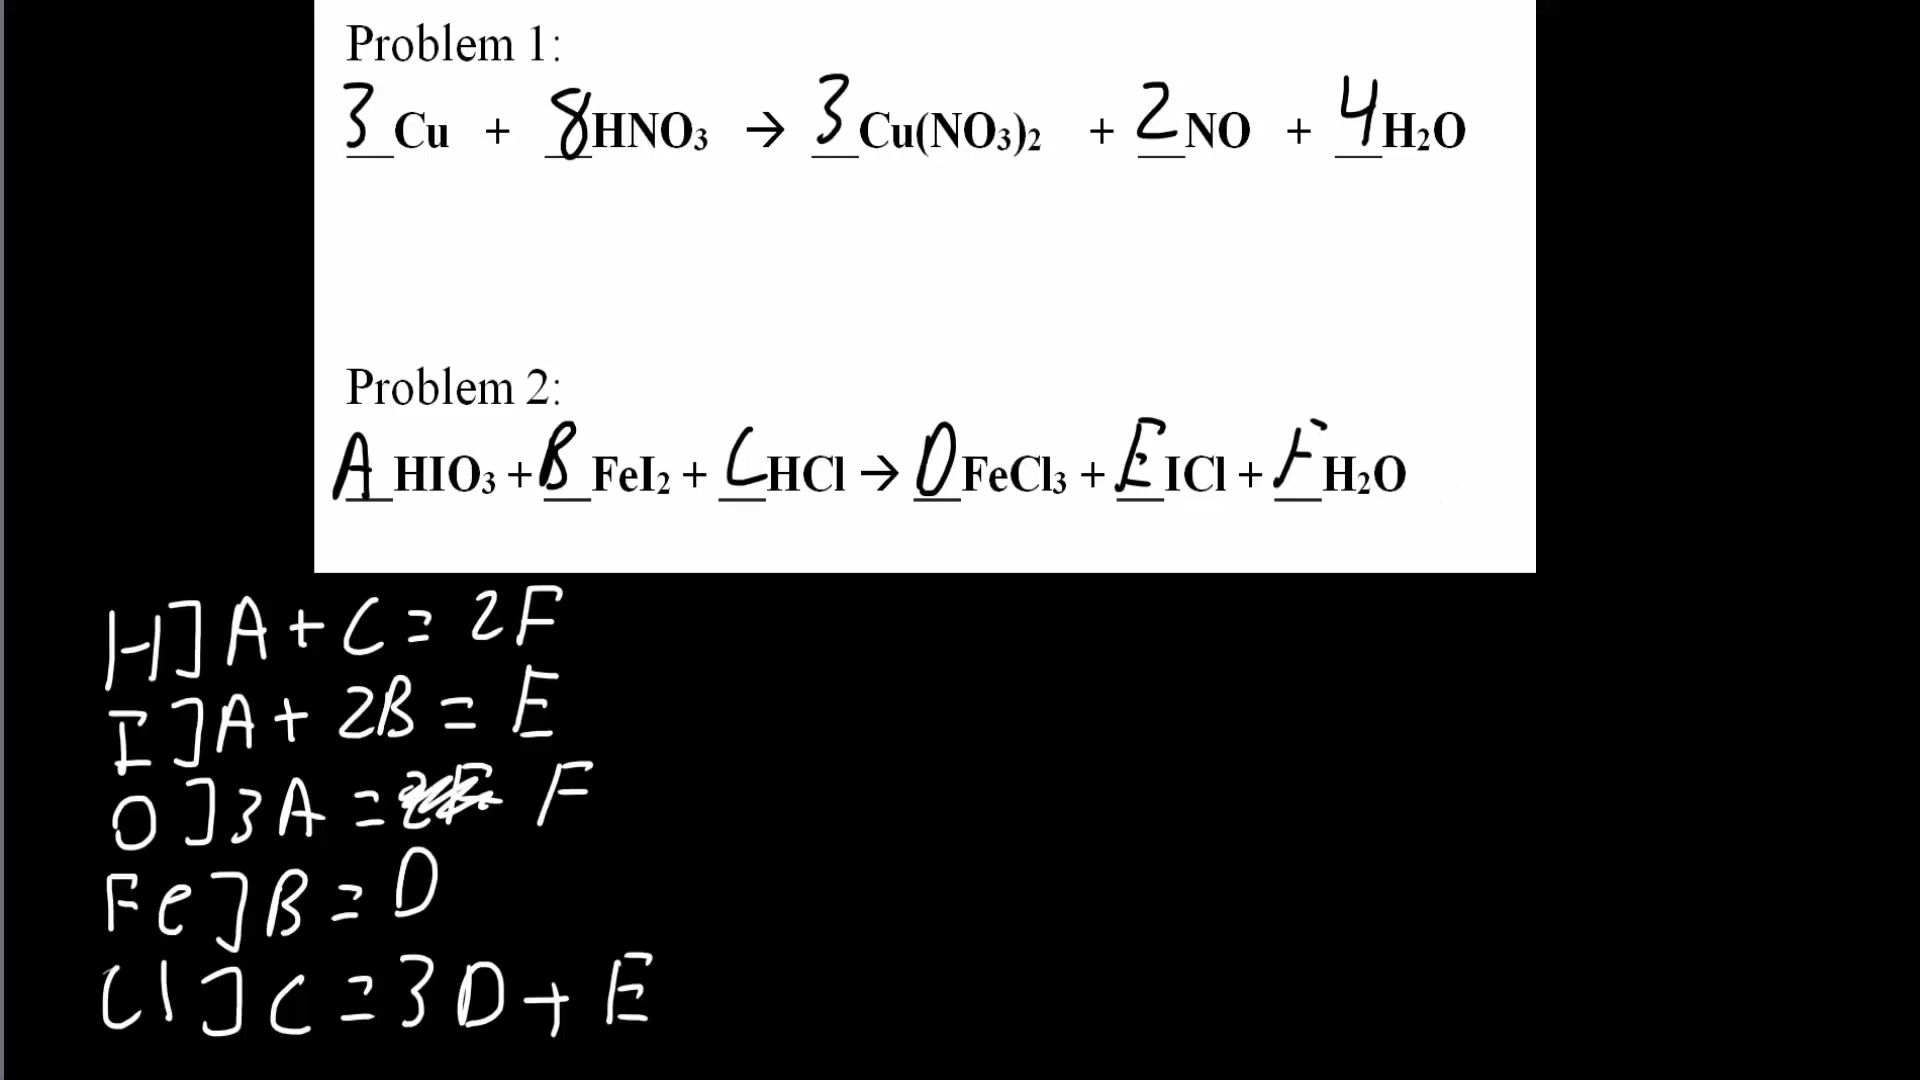 Problem 1:
3 Cu + 8 HNO₃ → 3 Cu(NO₃)₂ + 2 NO + 4 H₂O
Problem 2:
A HIO₃ + B FeI₂ + C HCl → D FeCl₃ + E ICl + F H₂O
H] A + C = 2F
I] A + 2B = E
O] 3A = F
Fe] B = D
Cl] C = 3D + E